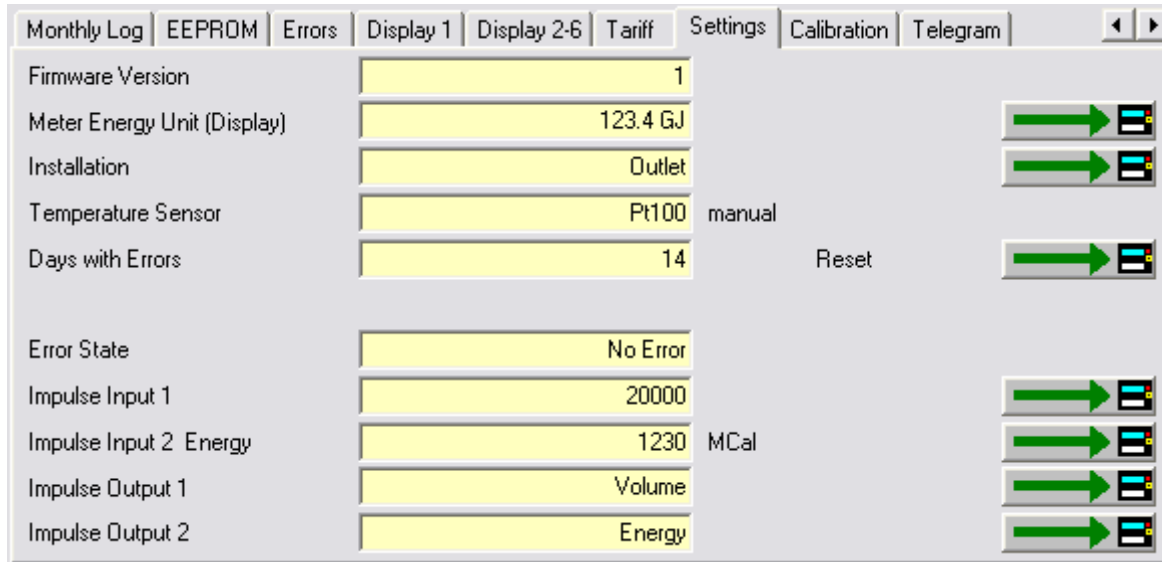 Monthly Log EEPROM Errors Display 1 Display 2-6 Tariff Settings Calibration Telegram
Firmware Version 1
Meter Energy Unit (Display) 123.4 GJ
Installation Outlet
Temperature Sensor Pt100 manual
Days with Errors 14 Reset
Error State No Error
Impulse Input 1 20000
Impulse Input 2 Energy 1230 MCal
Impulse Output 1 Volume
Impulse Output 2 Energy